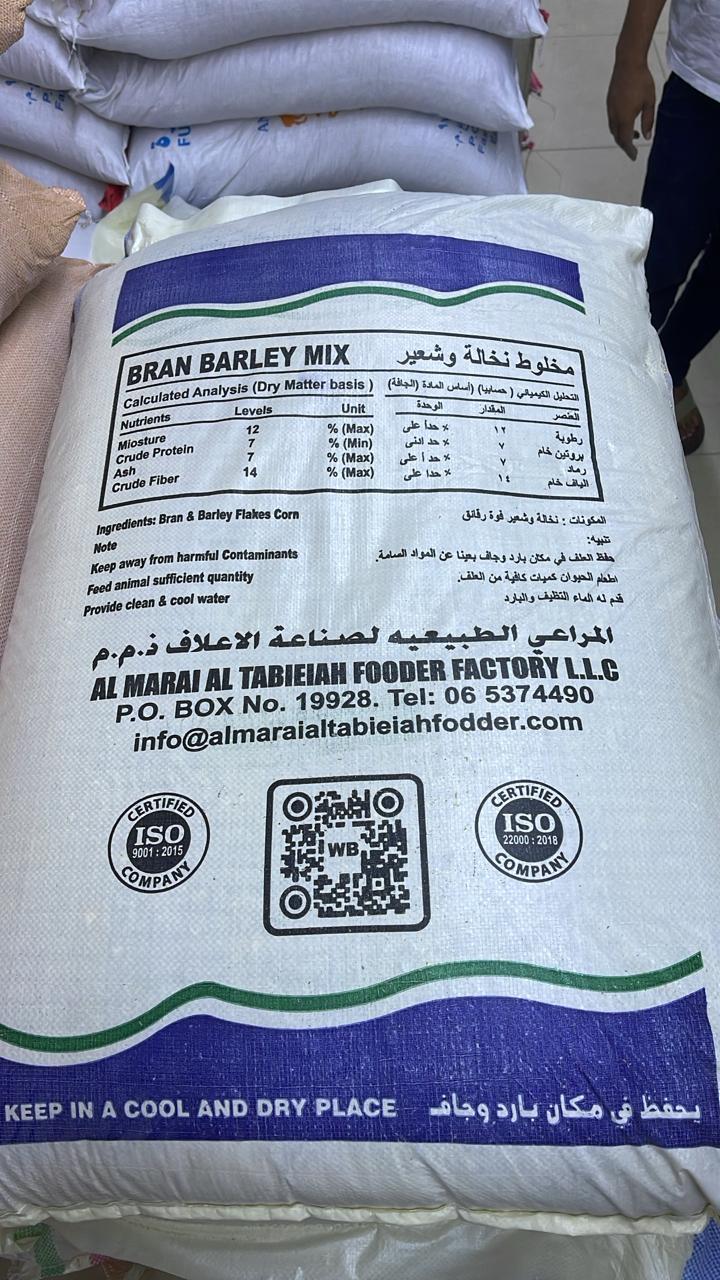 BRAN BARLEY MIX مخلوط نخالة وشعير
Calculated Analysis (Dry Matter basis ) التحليل الكيميائي ( حسابيا) (أساس المادة (الجافة)
Nutrients Levels Unit الوحدة المقدار العنصر
Miosture 12 % (Max) % حدأ على ١٢ رطوبة
Crude Protein 7 % (Min) % حد ادنى ٧ بروتين خام
Ash 7 % (Max) % حد أ على ٧ رماد
Crude Fiber 14 % (Max) % حدا على ١٤ الياف خام
Ingredients: Bran & Barley Flakes Corn المكونات : نخالة وشعير فوة رقائق
Note تنبيه:
Keep away from harmful Contaminants حفظ العلف في مكان بارد وجاف بعينا عن المواد السامة.
Feed animal sufficient quantity اطعام الحيوان كميات كافية من العلف.
Provide clean & cool water قدم له الماء النظيف والبارد
المراعي الطبيعيه لصناعة الاعلاف ذ.م.م
AL MARAI AL TABIEIAH FOODER FACTORY L.L.C
P.O. BOX No. 19928. Tel: 06 5374490
info@almaraialtabieiahfodder.com
CERTIFIED
ISO
9001 : 2015
COMPANY
WB
CERTIFIED
ISO
22000 : 2018
COMPANY
KEEP IN A COOL AND DRY PLACE يحفظ في مكان بارد وجاف